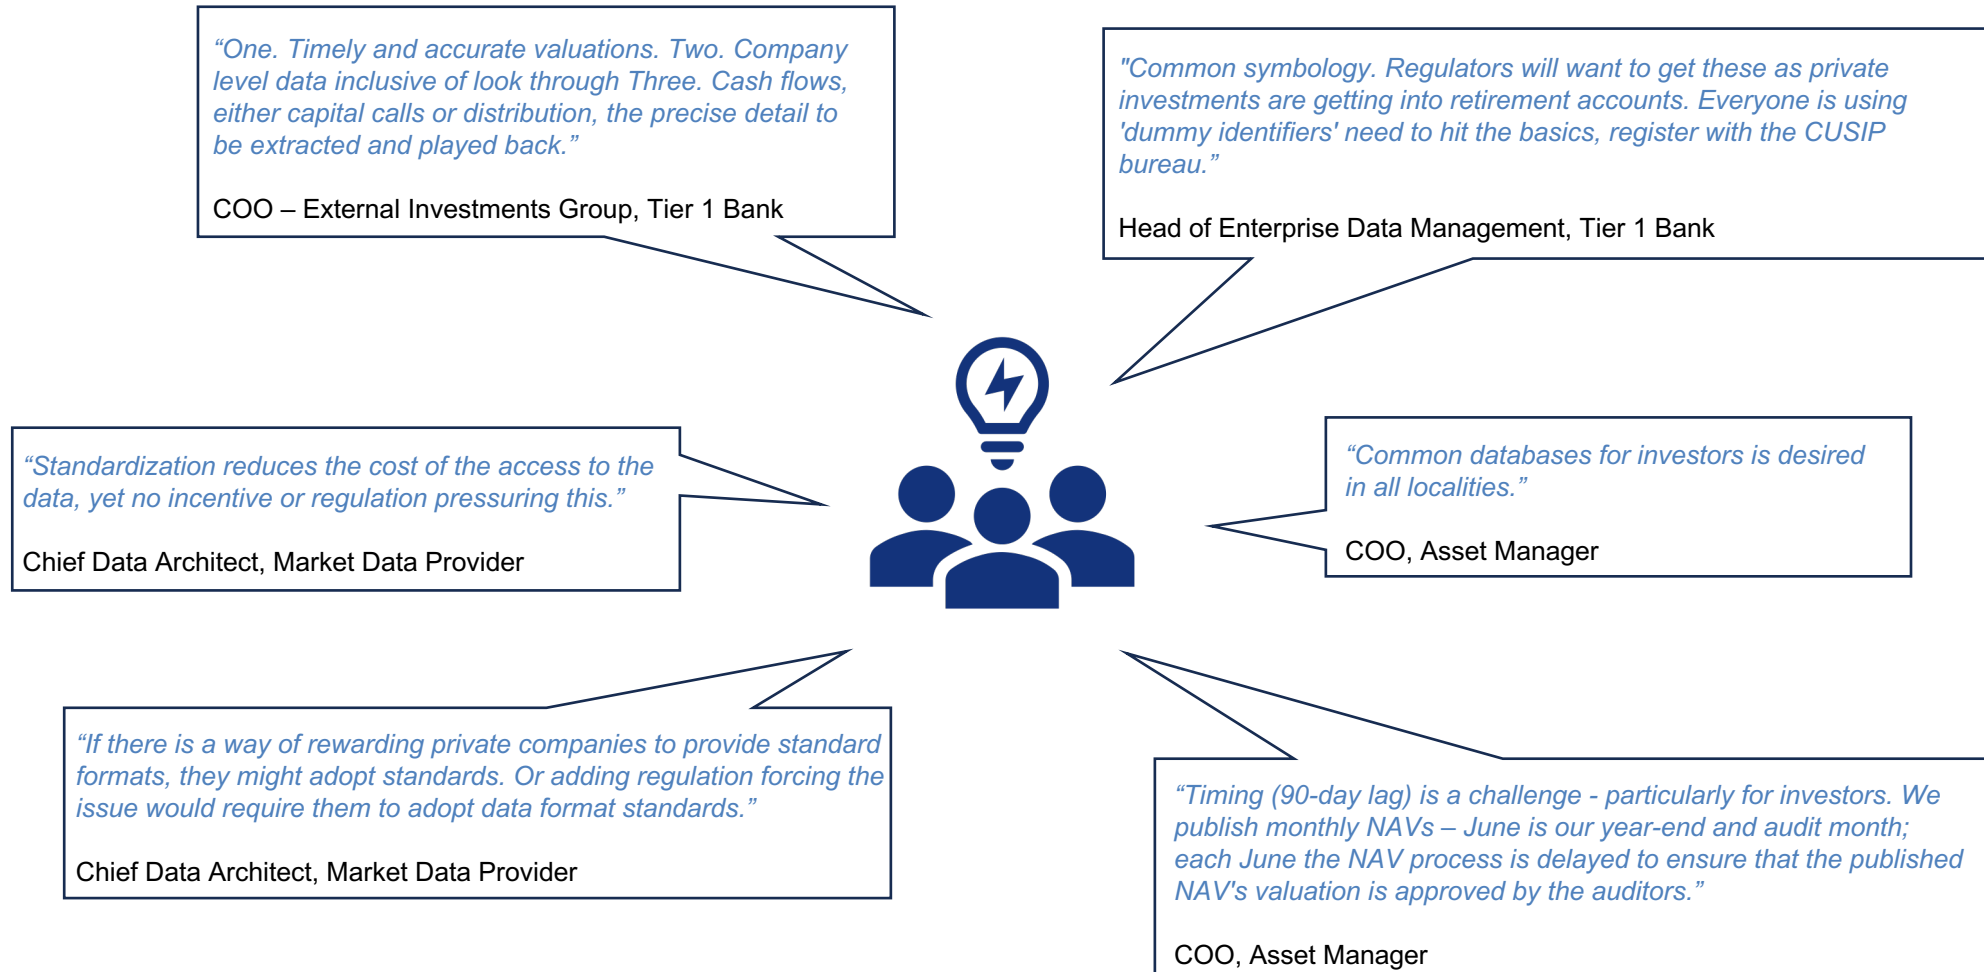 “One. Timely and accurate valuations. Two. Company
level data inclusive of look through Three. Cash flows,
either capital calls or distribution, the precise detail to
be extracted and played back.”
COO – External Investments Group, Tier 1 Bank
"Common symbology. Regulators will want to get these as private
investments are getting into retirement accounts. Everyone is using
'dummy identifiers' need to hit the basics, register with the CUSIP
bureau.”
Head of Enterprise Data Management, Tier 1 Bank
“Standardization reduces the cost of the access to the
data, yet no incentive or regulation pressuring this.”
Chief Data Architect, Market Data Provider
“Common databases for investors is desired
in all localities.”
COO, Asset Manager
“If there is a way of rewarding private companies to provide standard
formats, they might adopt standards. Or adding regulation forcing the
issue would require them to adopt data format standards.”
Chief Data Architect, Market Data Provider
“Timing (90-day lag) is a challenge - particularly for investors. We
publish monthly NAVs – June is our year-end and audit month;
each June the NAV process is delayed to ensure that the published
NAV's valuation is approved by the auditors.”
COO, Asset Manager